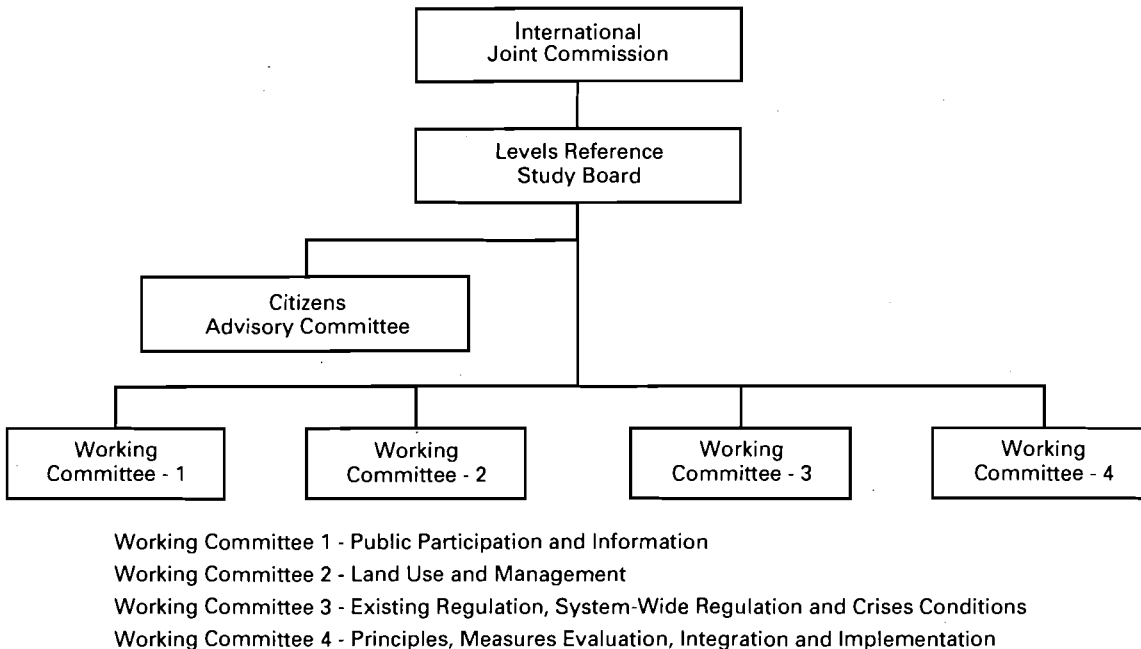 International
Joint Commission
Levels Reference
Study Board
Citizens
Advisory Committee
Working
Committee - 1
Working
Committee - 2
Working
Committee - 3
Working
Committee - 4
Working Committee 1 - Public Participation and Information
Working Committee 2 - Land Use and Management
Working Committee 3 - Existing Regulation, System-Wide Regulation and Crises Conditions
Working Committee 4 - Principles, Measures Evaluation, Integration and Implementation